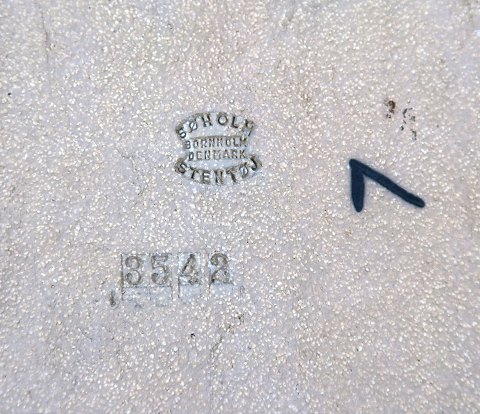 SØHOLM
BORNHOLM
DENMARK
STENTØJ
3542